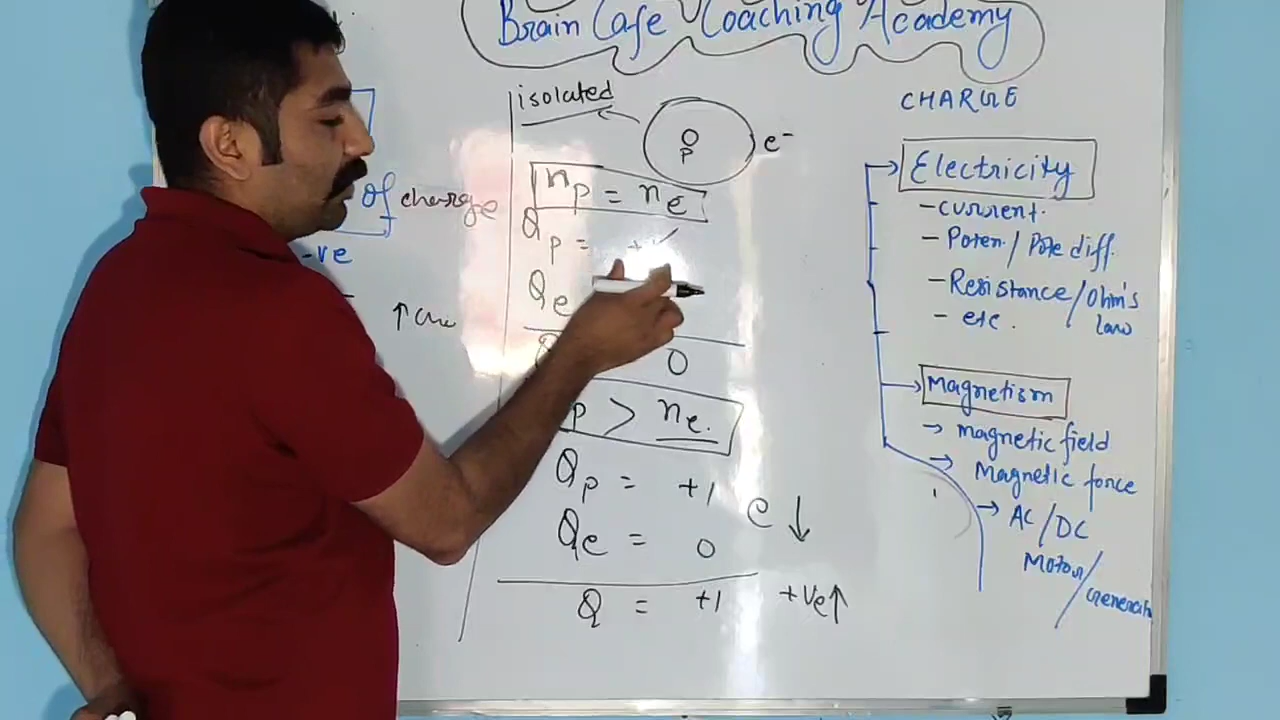 Brain Cafe Coaching Academy
of charge
-ve
isolated
P
e-
np = ne
Qp =
Qe
0
p > ne.
Qp = +1
Qe = 0
e ↓
Q = +1
+ve ↑
CHARGE
Electricity
- current.
- Poten / Pote diff.
- Resistance / Ohm's
law
- etc.
Magnetism
→ Magnetic field
→ Magnetic force
→ AC / DC
Motor /